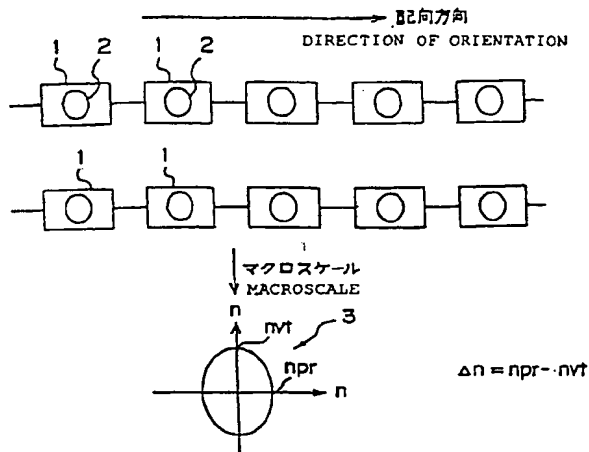 配向方向
DIRECTION OF ORIENTATION
1 2 1 2
1 1
マクロスケール
MACROSCALE
n
nvt
3
npr
n
Δn = npr - nvt